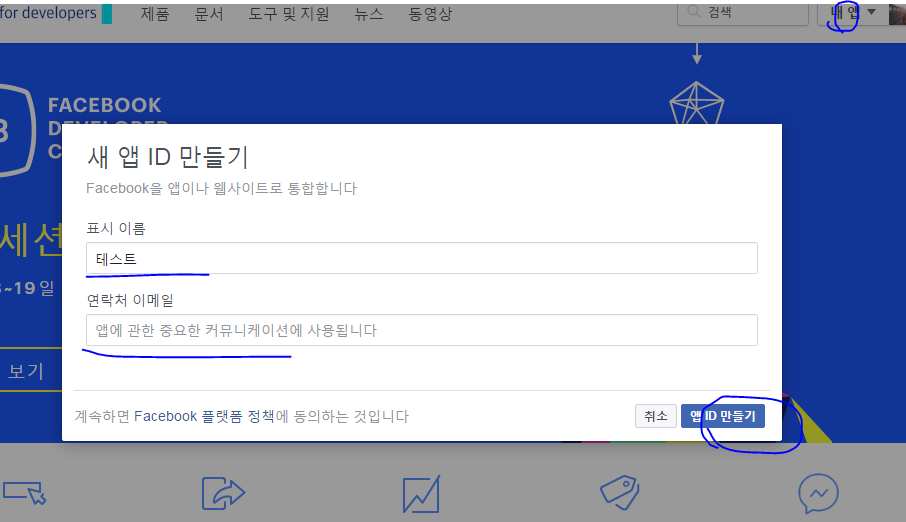 for developers 제품 문서 도구 및 지원 뉴스 동영상 검색 내 앱
FACEBOOK
DEVELOPER
C
새 앱 ID 만들기
Facebook을 앱이나 웹사이트로 통합합니다
표시 이름
세션
테스트
~19일
연락처 이메일
앱에 관한 중요한 커뮤니케이션에 사용됩니다
보기
계속하면 Facebook 플랫폼 정책에 동의하는 것입니다 취소 앱 ID 만들기